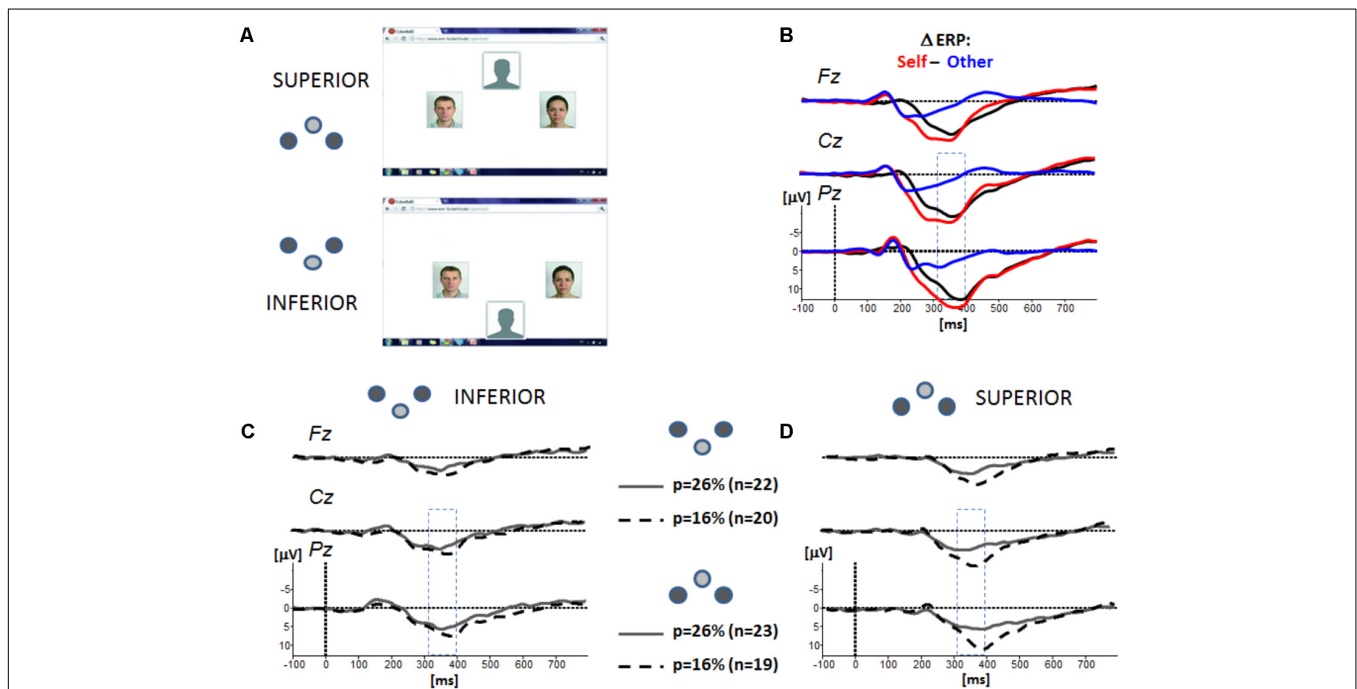 A
SUPERIOR
INFERIOR
B
Δ ERP:
Self – Other
Fz
Cz
Pz
[µV]
-5
0
5
10
-100 0 100 200 300 400 500 600 700
[ms]
INFERIOR
C
Fz
Cz
Pz
[µV]
-5
0
5
10
-100 0 100 200 300 400 500 600 700
[ms]
p=26% (n=22)
p=16% (n=20)
p=26% (n=23)
p=16% (n=19)
SUPERIOR
D
[µV]
-5
0
5
10
-100 0 100 200 300 400 500 600 700 800
[ms]